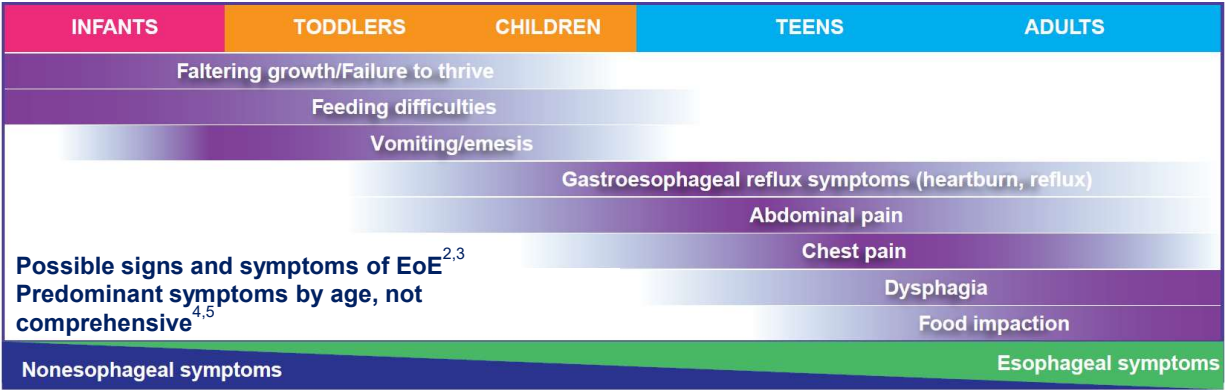 INFANTS TODDLERS CHILDREN TEENS ADULTS
Faltering growth/Failure to thrive
Feeding difficulties
Vomiting/emesis
Gastroesophageal reflux symptoms (heartburn, reflux)
Abdominal pain
Chest pain
Dysphagia
Food impaction
Possible signs and symptoms of EoE2,3
Predominant symptoms by age, not
comprehensive4,5
Nonesophageal symptoms
Esophageal symptoms